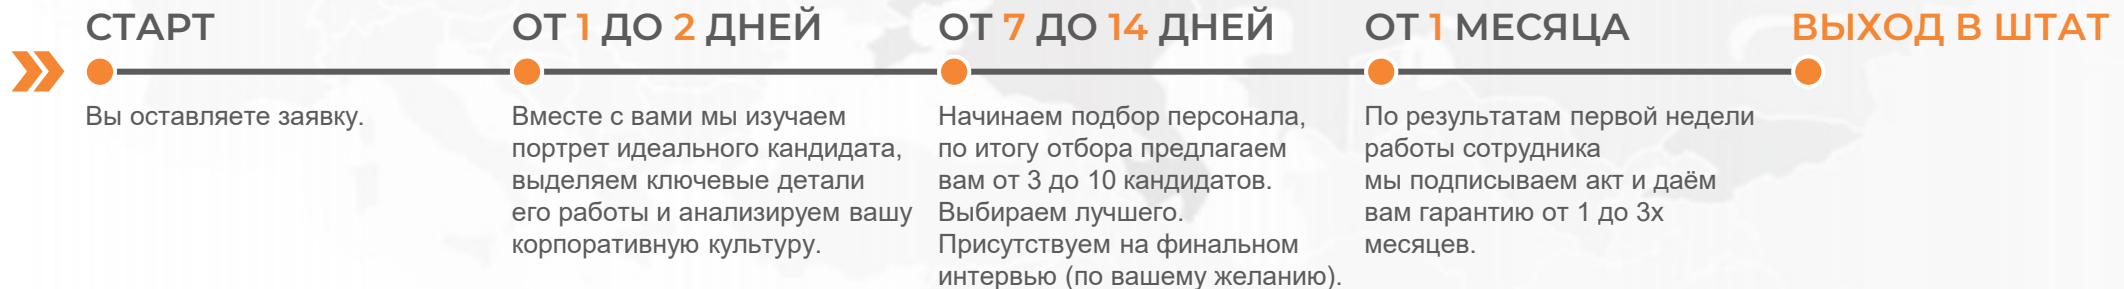 СТАРТ
Вы оставляете заявку.
ОТ 1 ДО 2 ДНЕЙ
Вместе с вами мы изучаем
портрет идеального кандидата,
выделяем ключевые детали
его работы и анализируем вашу
корпоративную культуру.
ОТ 7 ДО 14 ДНЕЙ
Начинаем подбор персонала,
по итогу отбора предлагаем
вам от 3 до 10 кандидатов.
Выбираем лучшего.
Присутствуем на финальном
интервью (по вашему желанию).
ОТ 1 МЕСЯЦА
По результатам первой недели
работы сотрудника
мы подписываем акт и даём
вам гарантию от 1 до 3х
месяцев.
ВЫХОД В ШТАТ